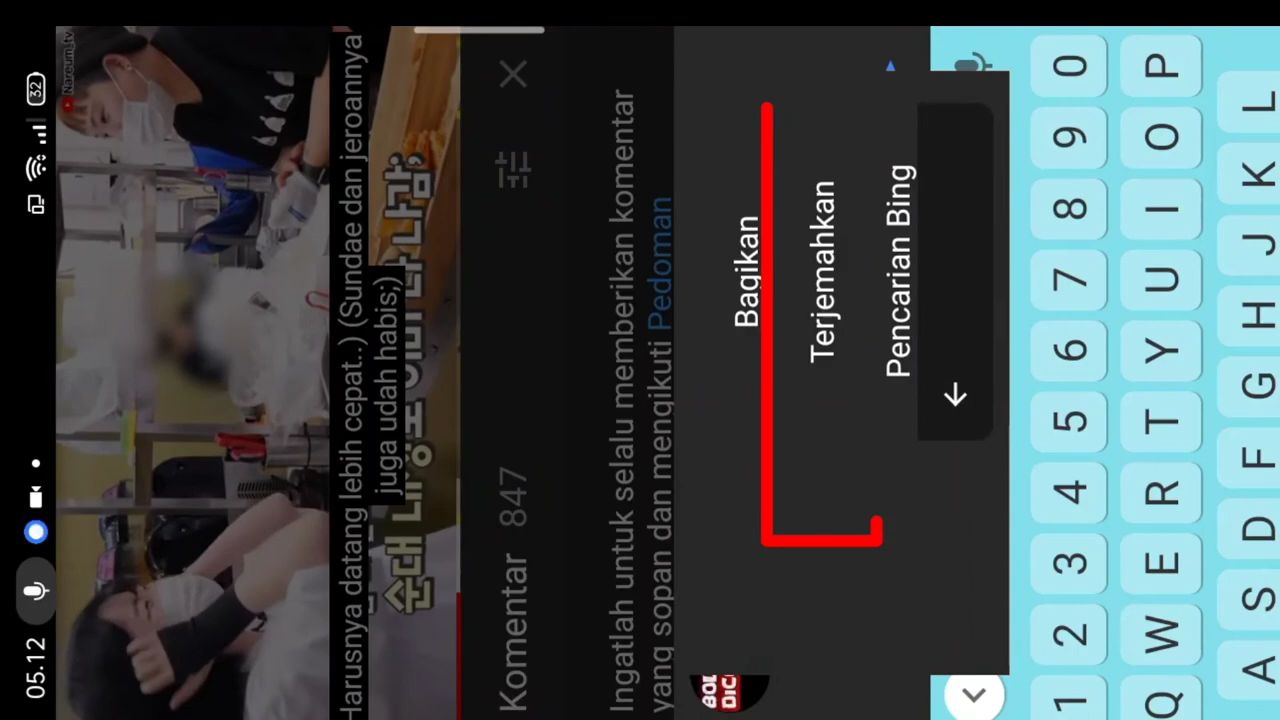 05.12
32
Nareum_tv
Harusnya datang lebih cepat..) (Sundae dan jeroannya
juga udah habis;)
Komentar 847
Ingatlah untuk selalu memberikan komentar
yang sopan dan mengikuti Pedoman
Bagikan
Terjemahkan
Pencarian Bing
1 2 3 4 5 6 7 8 9 0
Q W E R T Y U I O P
A S D F G H J K L